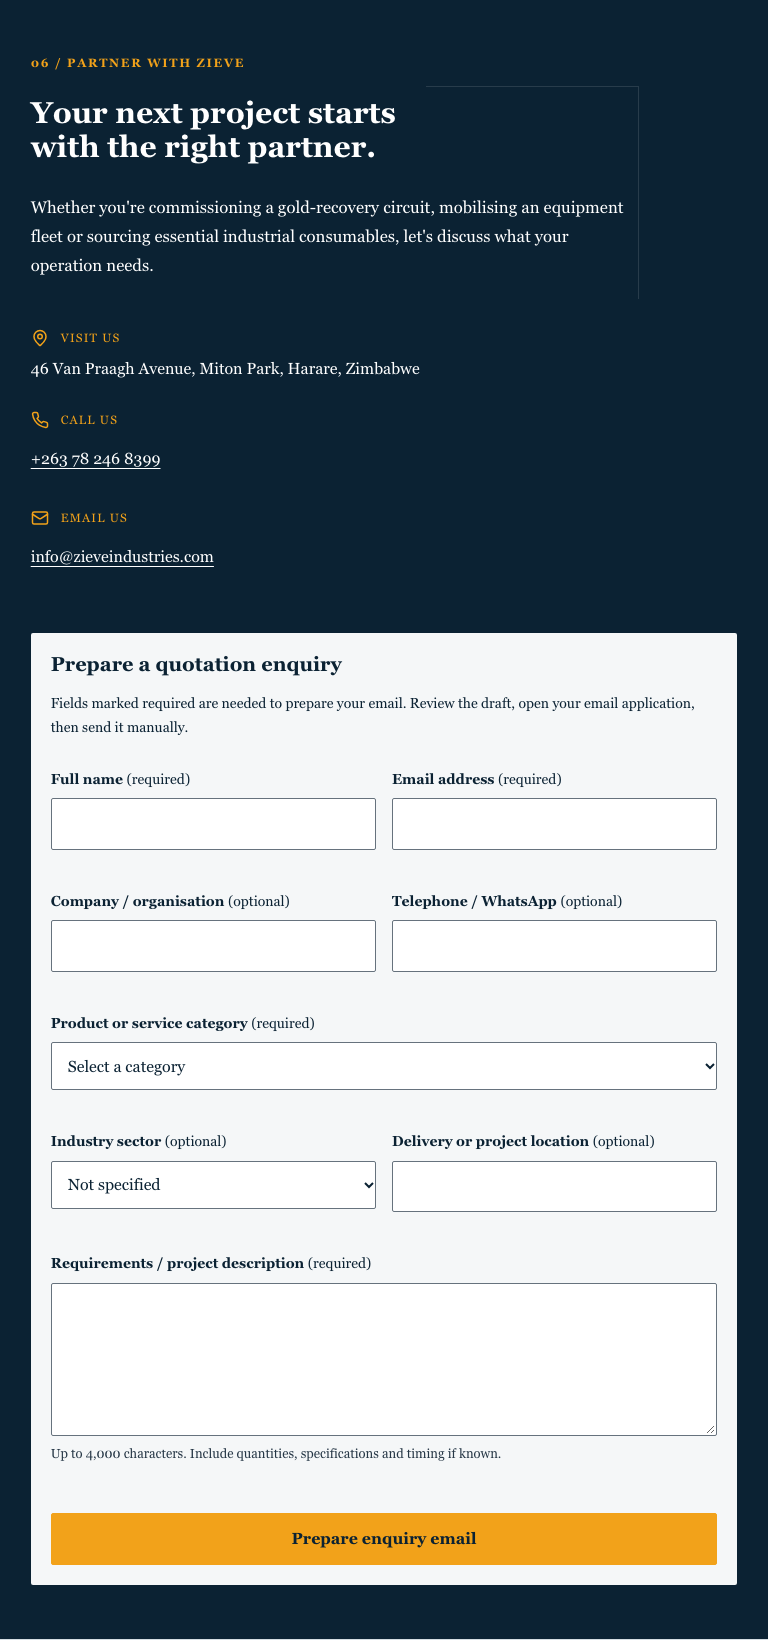 06 / PARTNER WITH ZIEVE
Your next project starts
with the right partner.
Whether you're commissioning a gold-recovery circuit, mobilising an equipment
fleet or sourcing essential industrial consumables, let's discuss what your
operation needs.
VISIT US
46 Van Praagh Avenue, Miton Park, Harare, Zimbabwe
CALL US
+263 78 246 8399
EMAIL US
info@zieveindustries.com
Prepare a quotation enquiry
Fields marked required are needed to prepare your email. Review the draft, open your email application,
then send it manually.
Full name (required)
Email address (required)
Company / organisation (optional)
Telephone / WhatsApp (optional)
Product or service category (required)
Select a category
Industry sector (optional)
Delivery or project location (optional)
Not specified
Requirements / project description (required)
Up to 4,000 characters. Include quantities, specifications and timing if known.
Prepare enquiry email